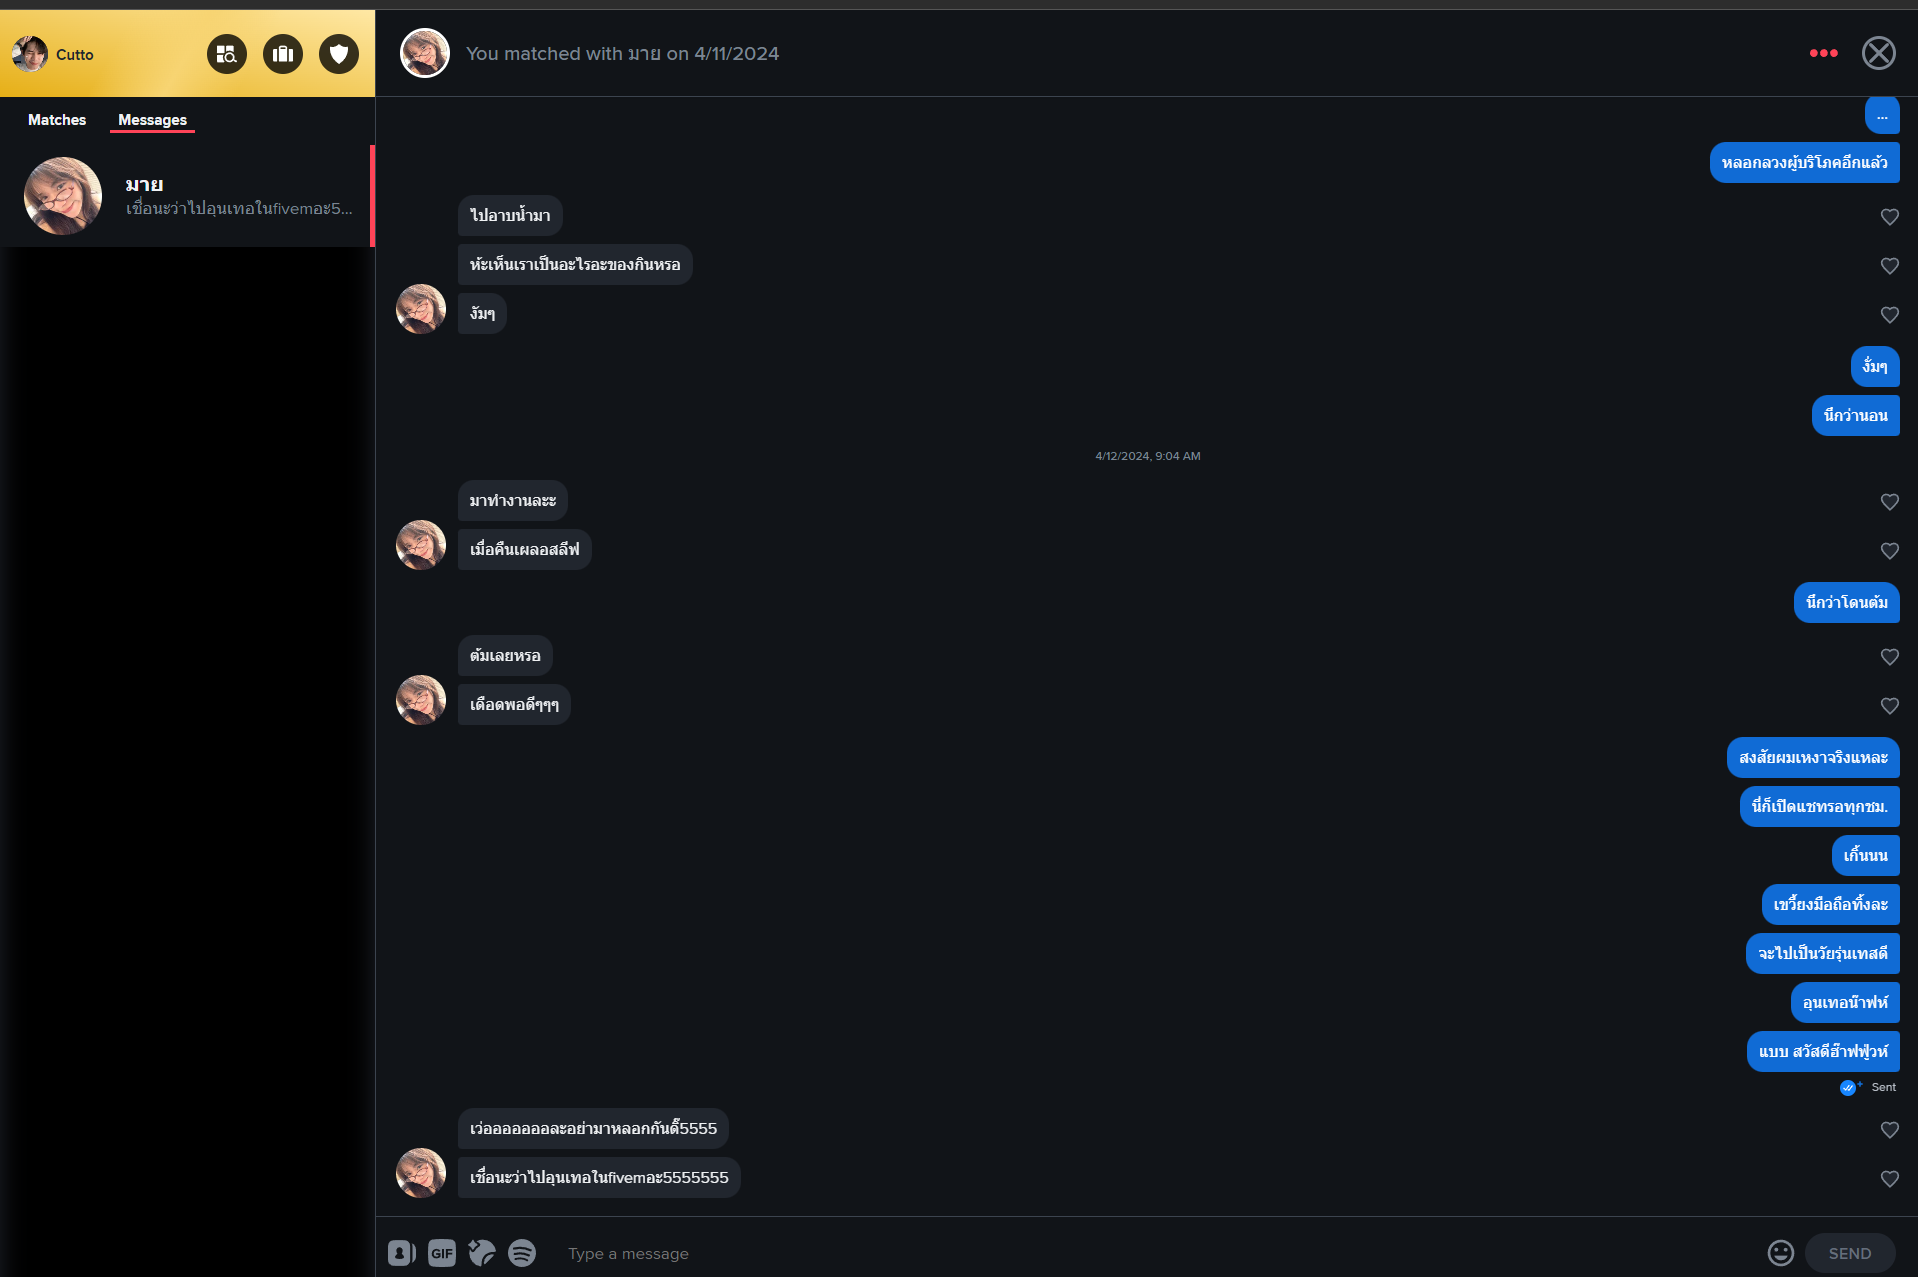 Cutto
Matches
Messages
มาย
เชื่อนะว่าไปอุนเทอในfivemอะ5...
You matched with มาย on 4/11/2024
...
หลอกลวงผู้บริโภคอีกแล้ว
ไปอาบน้ำมา
ห้ะเห็นเราเป็นอะไรอะของกินหรอ
งัมๆ
งั่มๆ
นึกว่านอน
4/12/2024, 9:04 AM
มาทำงานละะ
เมื่อคืนเผลอสลีฟ
นึกว่าโดนต้ม
ต้มเลยหรอ
เดือดพอดีๆๆๆ
สงสัยผมเหงาจริงแหละ
นี่ก็เปิดแชทรอทุกชม.
เกิ้นนน
เขวี้ยงมือถือทิ้งละ
จะไปเป็นวัยรุ่นเทสดี
อุนเทอน๊าฟห์
แบบ สวัสดีฮ๊าฟฟู่วห์
Sent
เว่ออออออออละอย่ามาหลอกกันดิ๊5555
เชื่อนะว่าไปอุนเทอในfivemอะ5555555
GIF
Type a message
SEND